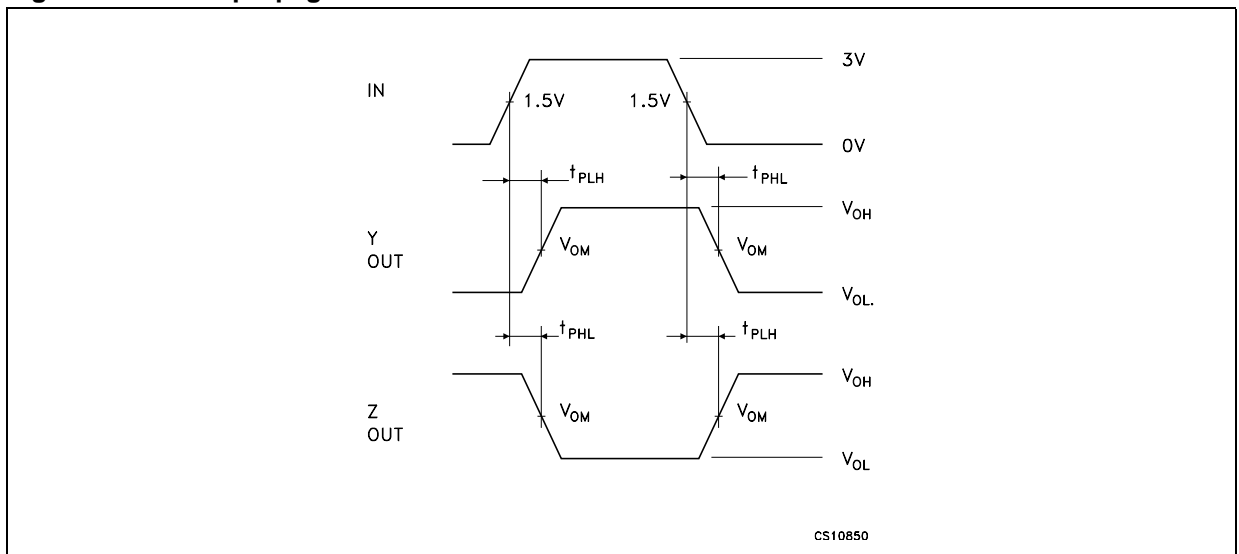 3V
IN
1.5V 1.5V
0V
tPLH tPHL
VOH
Y
OUT
VOM VOM
VOL.
tPHL tPLH
VOH
Z
OUT
VOM VOM
VOL
CS10850